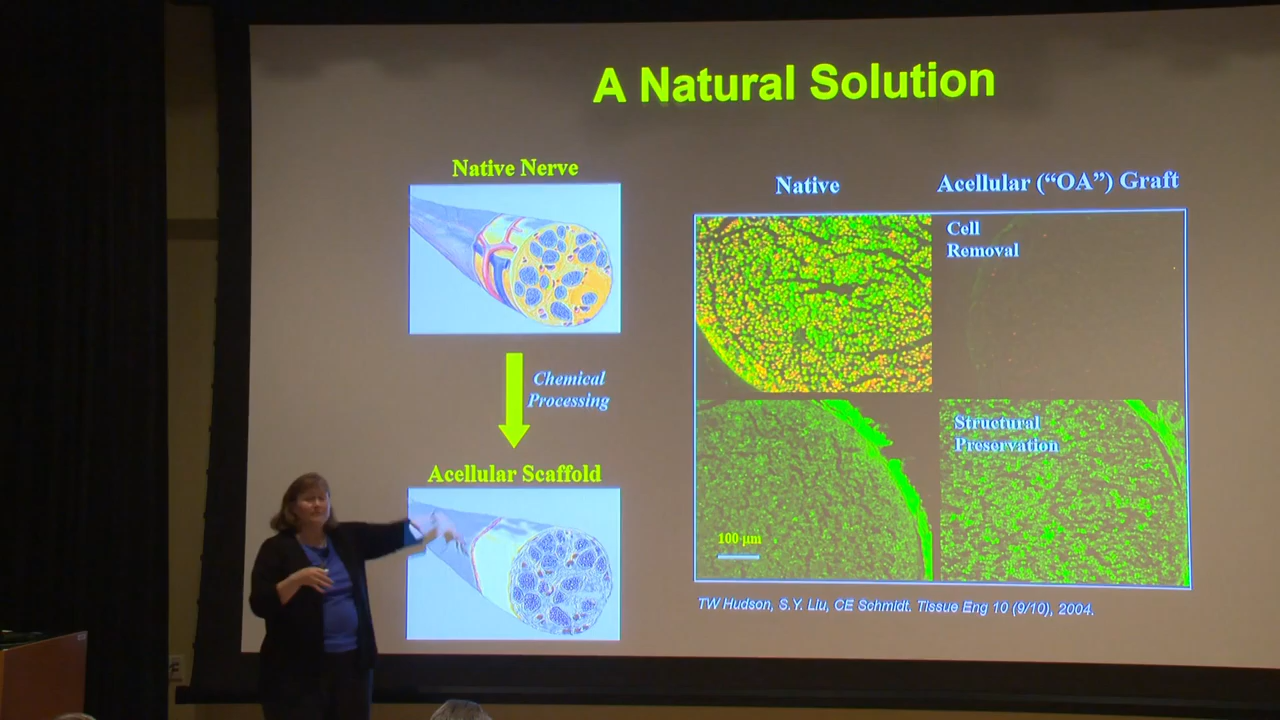 A Natural Solution
Native Nerve
Chemical
Processing
Acellular Scaffold
Native
Acellular (“OA”) Graft
Cell
Removal
Structural
Preservation
100 μm
TW Hudson, S.Y. Liu, CE Schmidt. Tissue Eng 10 (9/10), 2004.